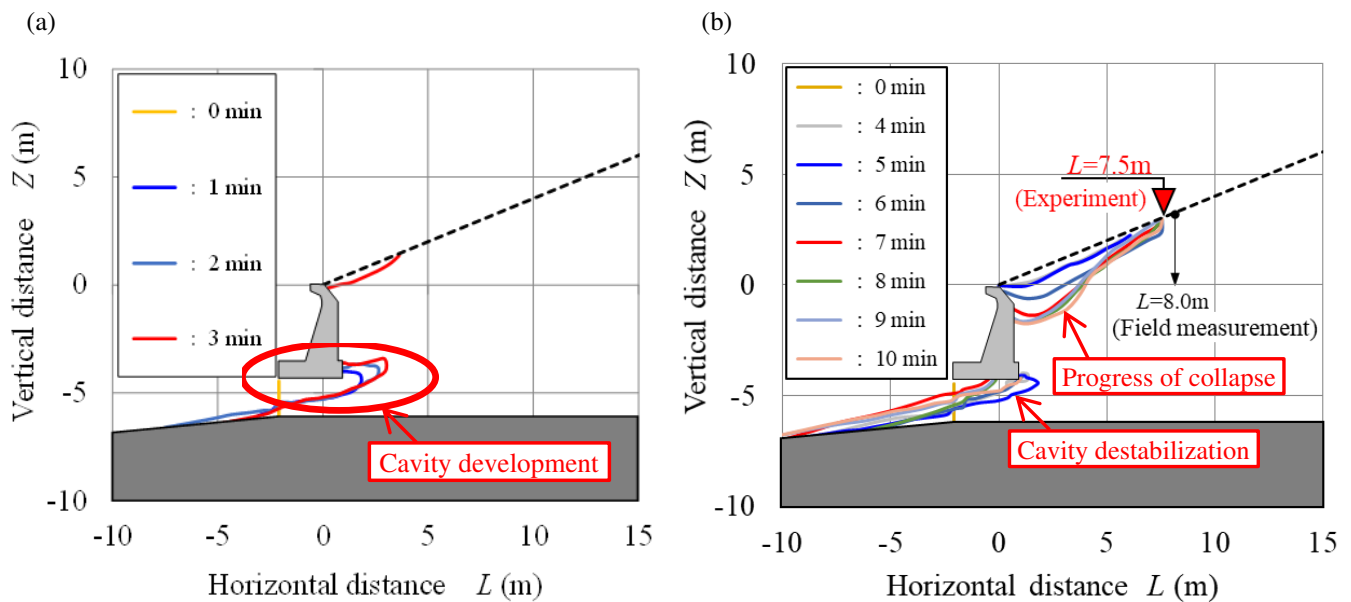 (a)
10
5
0
-5
-10
Vertical distance Z (m)
: 0 min
: 1 min
: 2 min
: 3 min
Cavity development
-10
-5
0
5
10
15
Horizontal distance L (m)
(b)
10
5
0
-5
-10
Vertical distance Z (m)
: 0 min
: 4 min
: 5 min
: 6 min
: 7 min
: 8 min
: 9 min
: 10 min
L=7.5m
(Experiment)
L=8.0m
(Field measurement)
Progress of collapse
Cavity destabilization
-10
-5
0
5
10
15
Horizontal distance L (m)